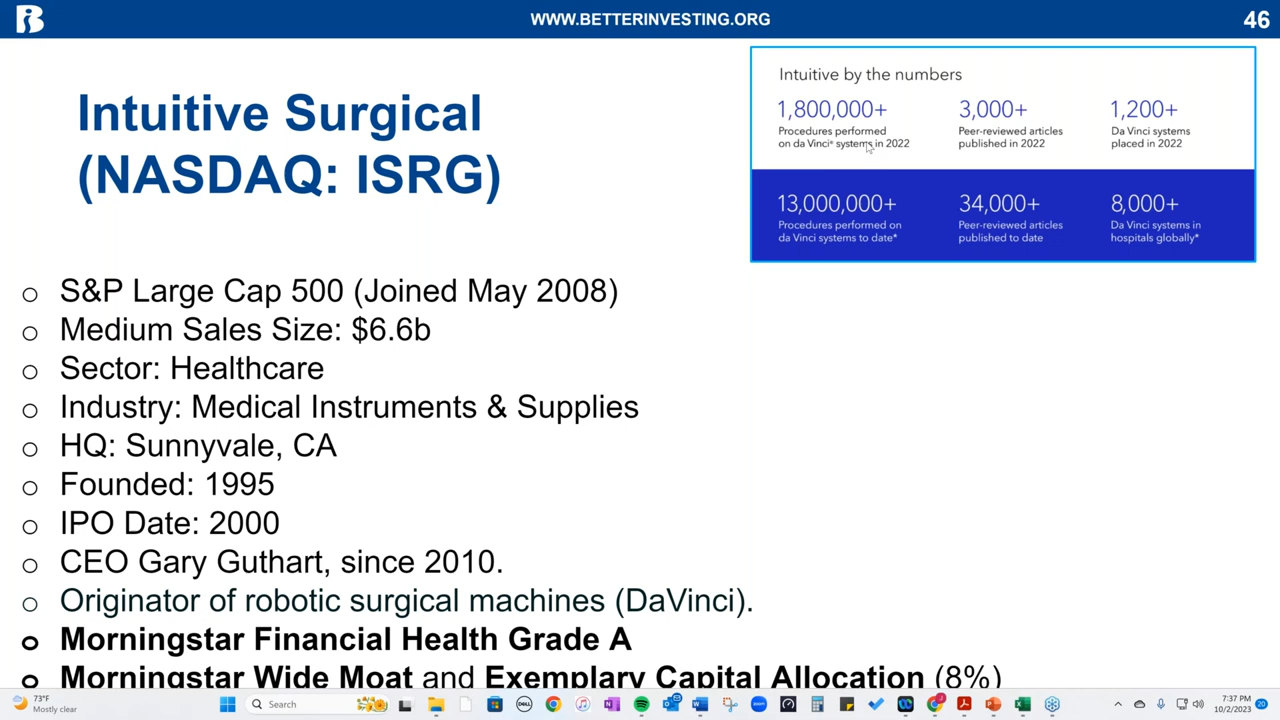 WWW.BETTERINVESTING.ORG
46
Intuitive Surgical
(NASDAQ: ISRG)
Intuitive by the numbers
1,800,000+
Procedures performed
on da Vinci® systems in 2022
3,000+
Peer-reviewed articles
published in 2022
1,200+
Da Vinci systems
placed in 2022
13,000,000+
Procedures performed on
da Vinci systems to date*
34,000+
Peer-reviewed articles
published to date
8,000+
Da Vinci systems in
hospitals globally*
o S&P Large Cap 500 (Joined May 2008)
o Medium Sales Size: $6.6b
o Sector: Healthcare
o Industry: Medical Instruments & Supplies
o HQ: Sunnyvale, CA
o Founded: 1995
o IPO Date: 2000
o CEO Gary Guthart, since 2010.
o Originator of robotic surgical machines (DaVinci).
o Morningstar Financial Health Grade A
o Morningstar Wide Moat and Exemplary Capital Allocation (8%)
73°F
Mostly clear
Search
DELL
zoom
7:37 PM
10/2/2023
20